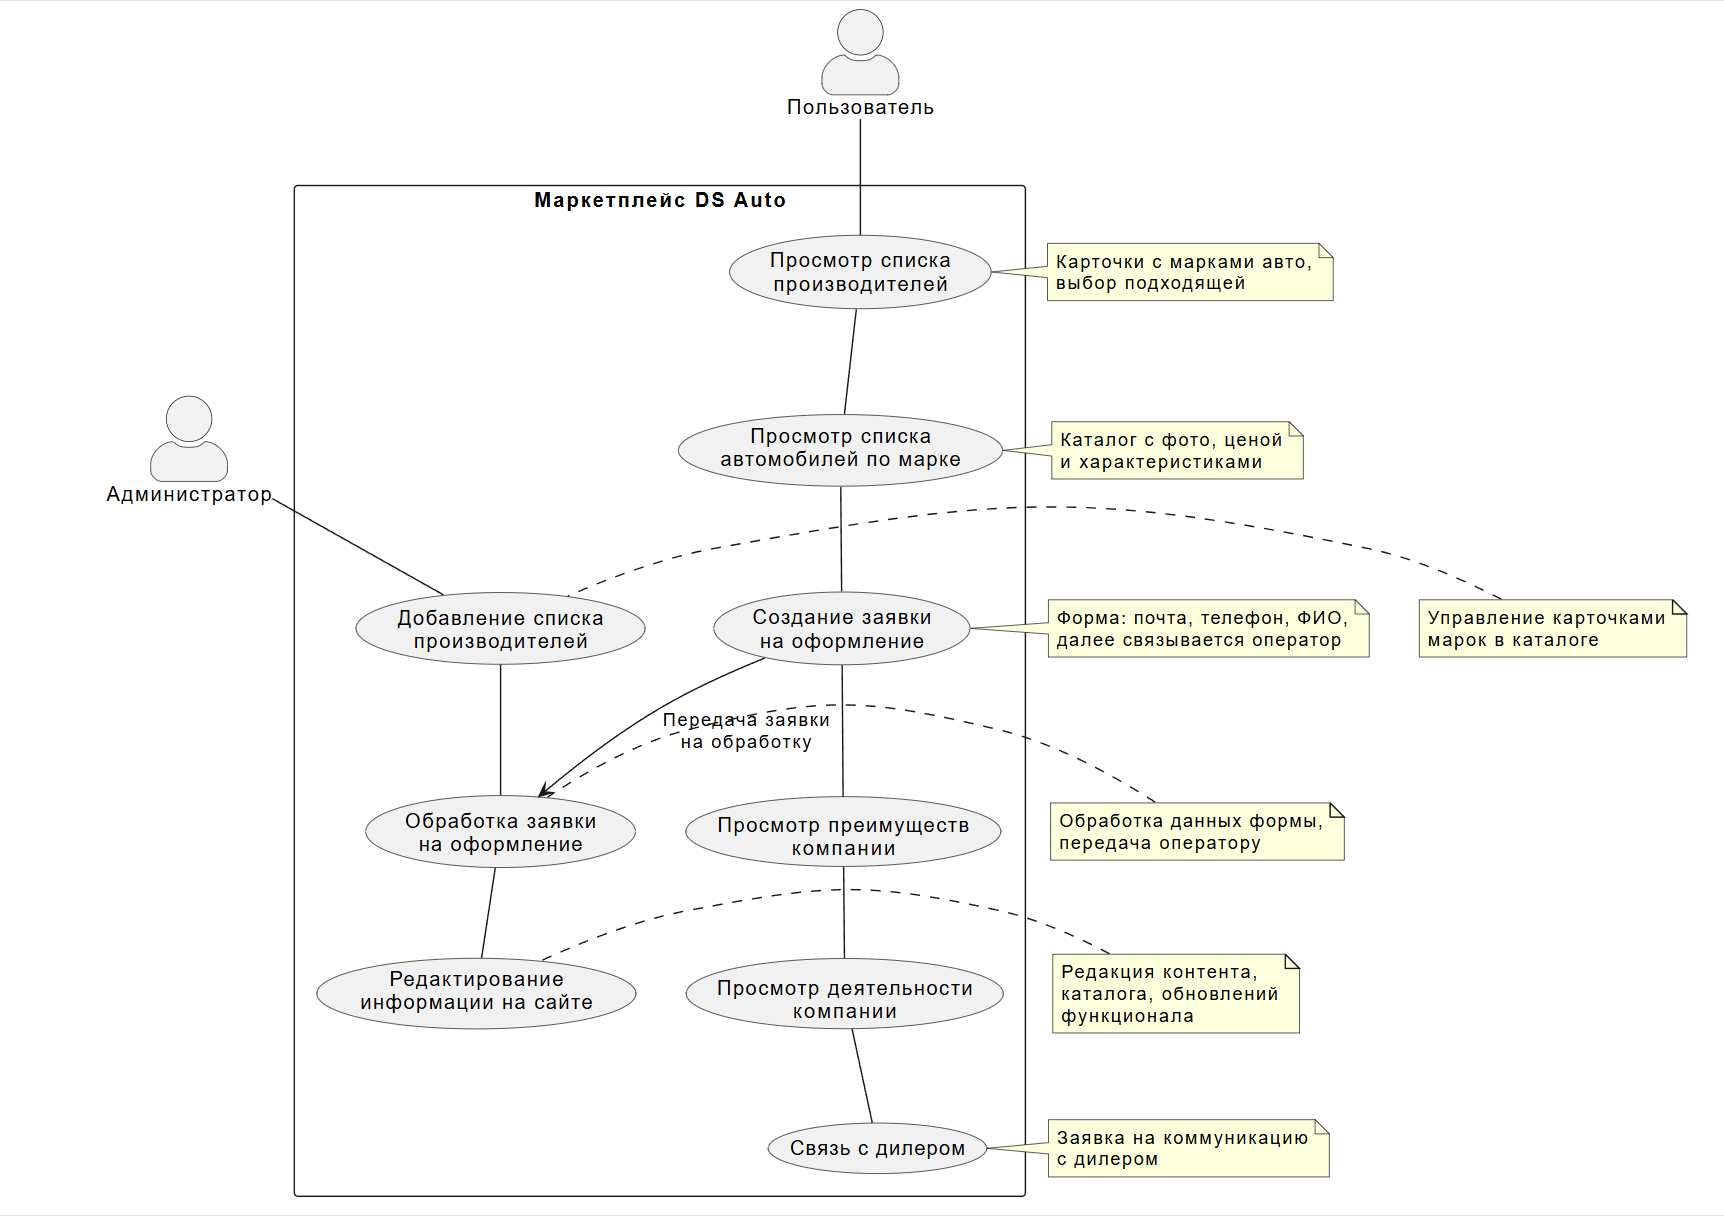 Пользователь
Маркетплейс DS Auto
Просмотр списка
производителей
Карточки с марками авто,
выбор подходящей
Администратор
Просмотр списка
автомобилей по марке
Каталог с фото, ценой
и характеристиками
Добавление списка
производителей
Создание заявки
на оформление
Форма: почта, телефон, ФИО,
далее связывается оператор
Управление карточками
марок в каталоге
Передача заявки
на обработку
Обработка заявки
на оформление
Просмотр преимуществ
компании
Обработка данных формы,
передача оператору
Редактирование
информации на сайте
Просмотр деятельности
компании
Редакция контента,
каталога, обновлений
функционала
Связь с дилером
Заявка на коммуникацию
с дилером